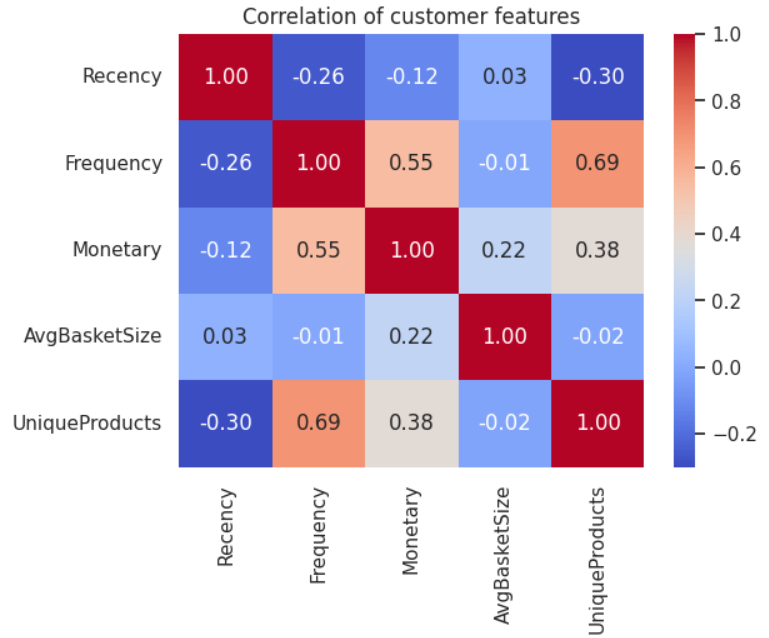 Correlation of customer features
Recency 1.00 -0.26 -0.12 0.03 -0.30
Frequency -0.26 1.00 0.55 -0.01 0.69
Monetary -0.12 0.55 1.00 0.22 0.38
AvgBasketSize 0.03 -0.01 0.22 1.00 -0.02
UniqueProducts -0.30 0.69 0.38 -0.02 1.00
Recency
Frequency
Monetary
AvgBasketSize
UniqueProducts
1.0
0.8
0.6
0.4
0.2
0.0
−0.2